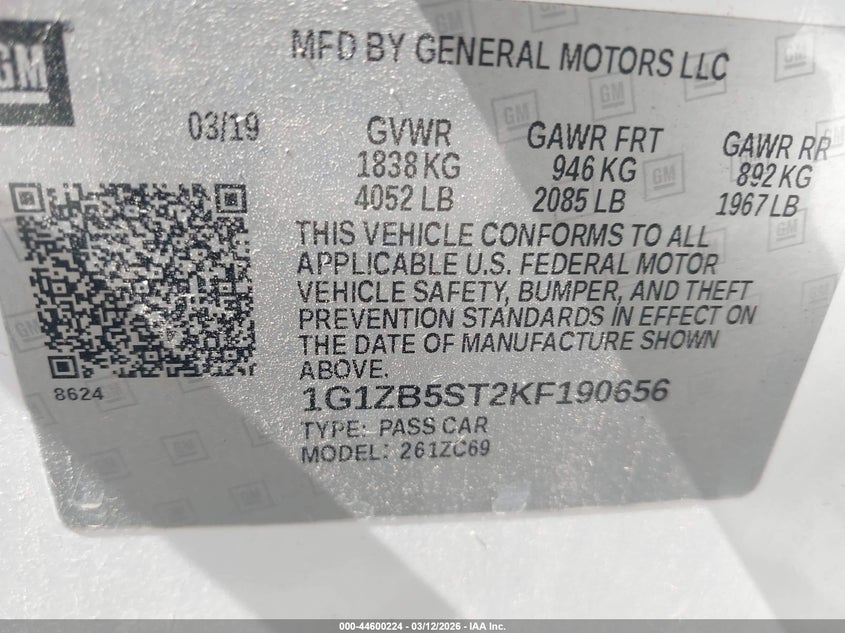 GM
MFD BY GENERAL MOTORS LLC
03/19
GVWR
1838 KG
4052 LB
GAWR FRT
946 KG
2085 LB
GAWR RR
892 KG
1967 LB
THIS VEHICLE CONFORMS TO ALL
APPLICABLE U.S. FEDERAL MOTOR
VEHICLE SAFETY, BUMPER, AND THEFT
PREVENTION STANDARDS IN EFFECT ON
THE DATE OF MANUFACTURE SHOWN
ABOVE.
8624
1G1ZB5ST2KF190656
TYPE: PASS CAR
MODEL: 261ZC69
000-44600224 - 03/12/2026 - IAA Inc.